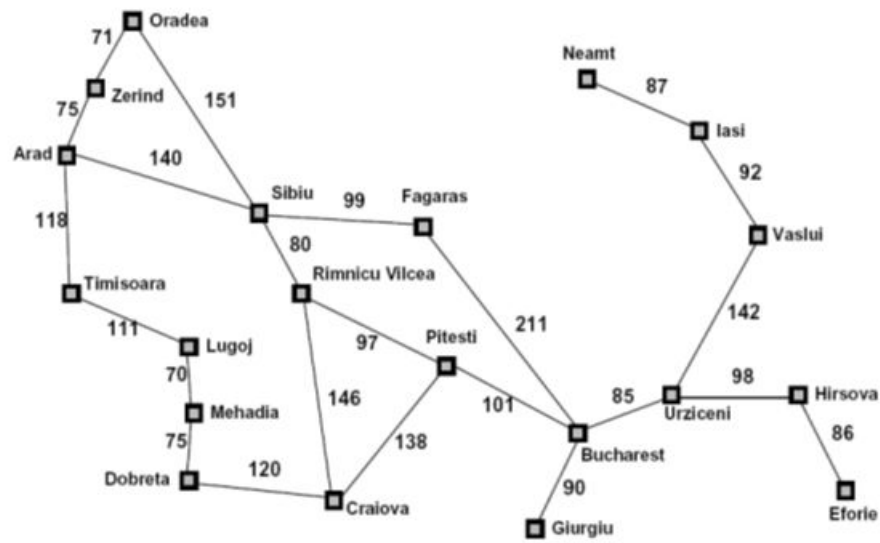 Oradea
71
Neamt
87
Zerind
151
75
Iasi
Arad
140
92
Sibiu
99
Fagaras
118
80
Vaslui
Timisoara
Rimnicu Vilcea
142
111
Lugoj
97
Pitesti
211
70
98
Hirsova
146
101
85
Urziceni
Mehadia
86
75
138
Bucharest
Dobreta
120
90
Craiova
Eforie
Giurgiu